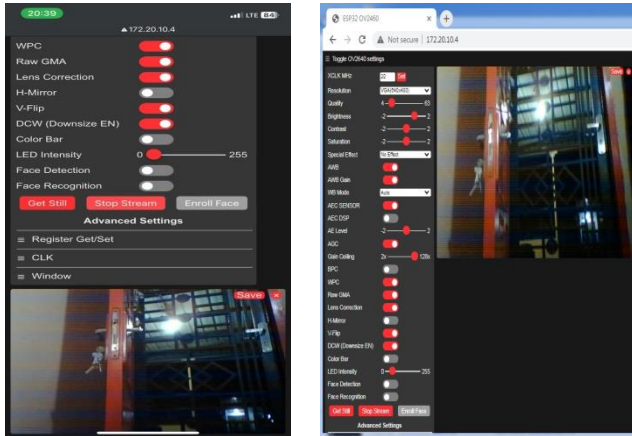 20:39
LTE 84
172.20.10.4
WPC
Raw GMA
Lens Correction
H-Mirror
V-Flip
DCW (Downsize EN)
Color Bar
LED Intensity 0 255
Face Detection
Face Recognition
Get Still Stop Stream Enroll Face
Advanced Settings
Register Get/Set
CLK
Window
Save ×
ESP32 OV2460 × +
Not secure 172.20.10.4
Toggle OV2640 settings
XCLK MHz 20 Set
Resolution VGA(640x480)
Quality 4 63
Brightness -2 2
Contrast -2 2
Saturation -2 2
Special Effect No Effect
AWB
AWB Gain
WB Mode Auto
AEC SENSOR
AEC DSP
AE Level -2 2
AGC
Gain Ceiling 2x 128x
BPC
WPC
Raw GMA
Lens Correction
H-Mirror
V-Flip
DCW (Downsize EN)
Color Bar
LED Intensity 0 255
Face Detection
Face Recognition
Get Still Stop Stream Enroll Face
Advanced Settings
Save